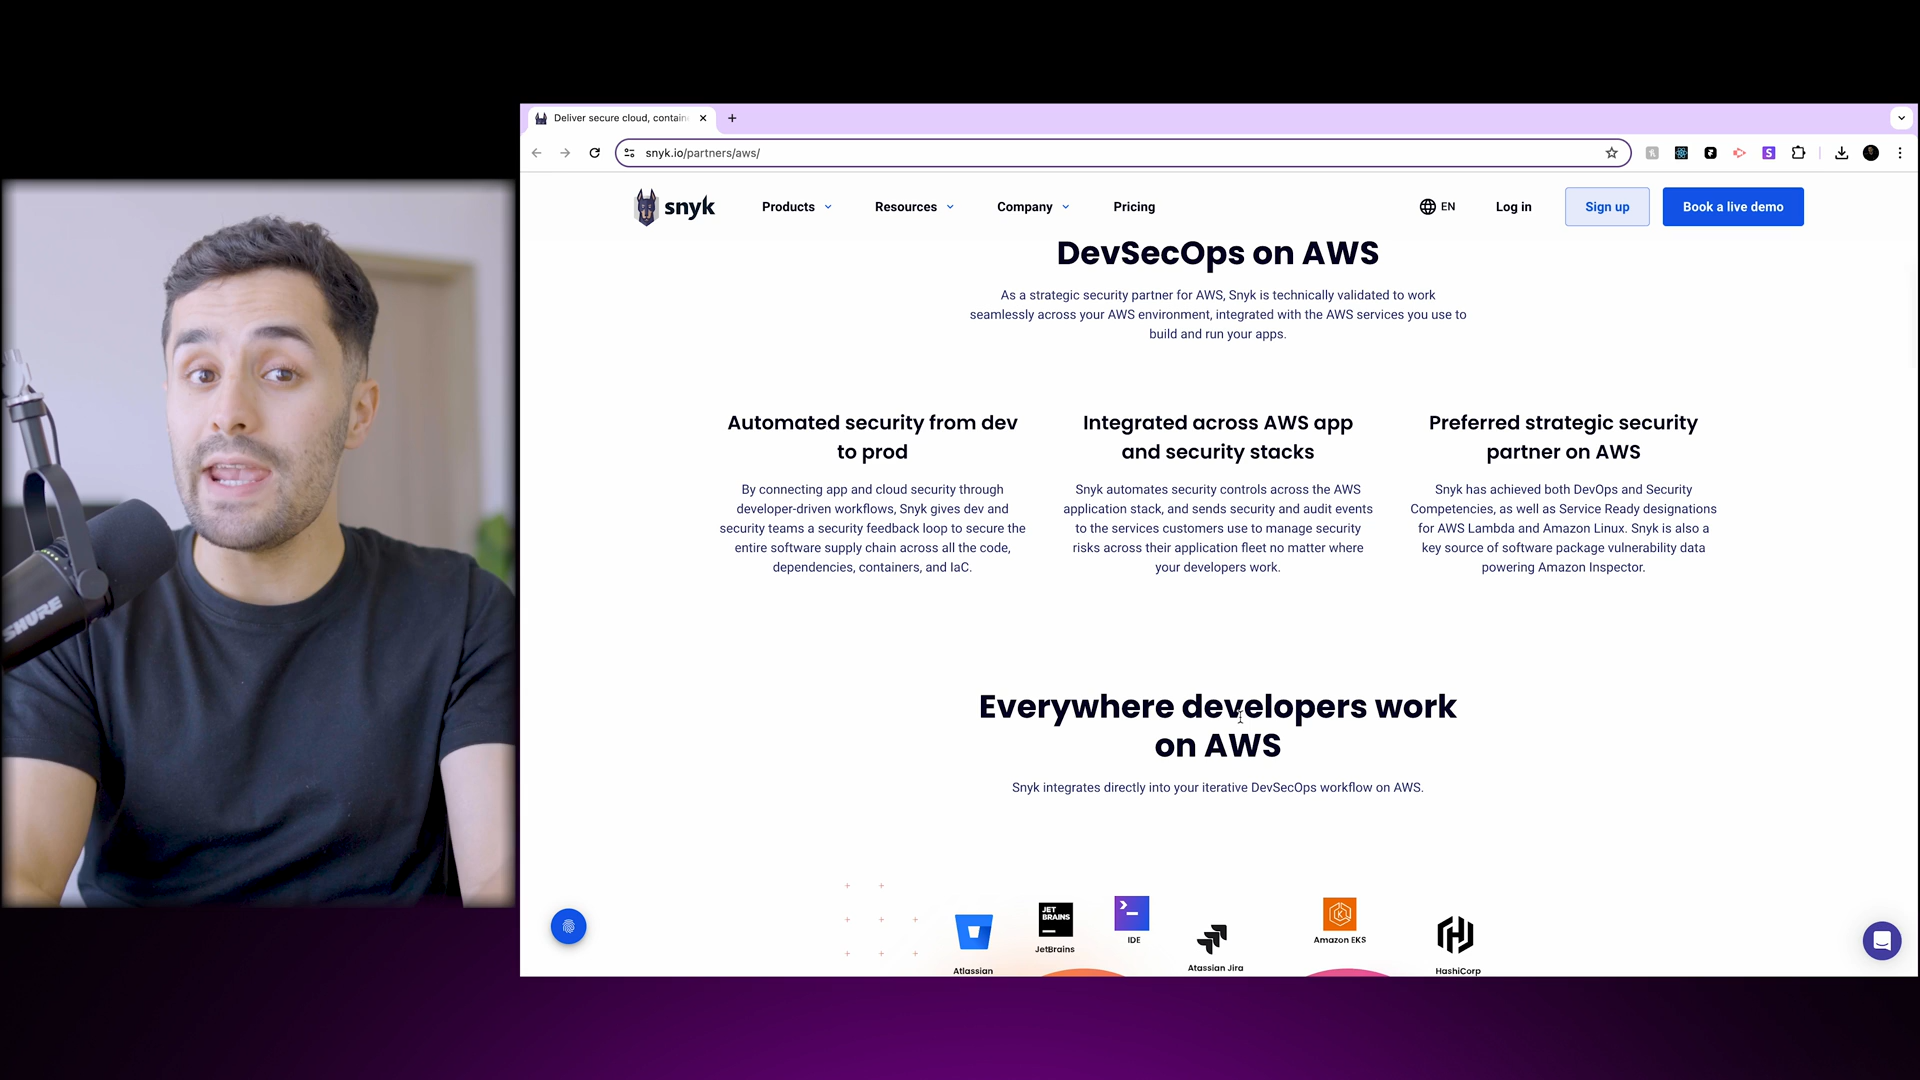 Deliver secure cloud, contain
snyk.io/partners/aws/
snyk
Products
Resources
Company
Pricing
EN
Log in
Sign up
Book a live demo
DevSecOps on AWS
As a strategic security partner for AWS, Snyk is technically validated to work
seamlessly across your AWS environment, integrated with the AWS services you use to
build and run your apps.
Automated security from dev
to prod
By connecting app and cloud security through
developer-driven workflows, Snyk gives dev and
security teams a security feedback loop to secure the
entire software supply chain across all the code,
dependencies, containers, and IaC.
Integrated across AWS app
and security stacks
Snyk automates security controls across the AWS
application stack, and sends security and audit events
to the services customers use to manage security
risks across their application fleet no matter where
your developers work.
Preferred strategic security
partner on AWS
Snyk has achieved both DevOps and Security
Competencies, as well as Service Ready designations
for AWS Lambda and Amazon Linux. Snyk is also a
key source of software package vulnerability data
powering Amazon Inspector.
Everywhere developers work
on AWS
Snyk integrates directly into your iterative DevSecOps workflow on AWS.
Atlassian
JET
BRAINS
JetBrains
IDE
Atassian Jira
Amazon EKS
HashiCorp
SHURE